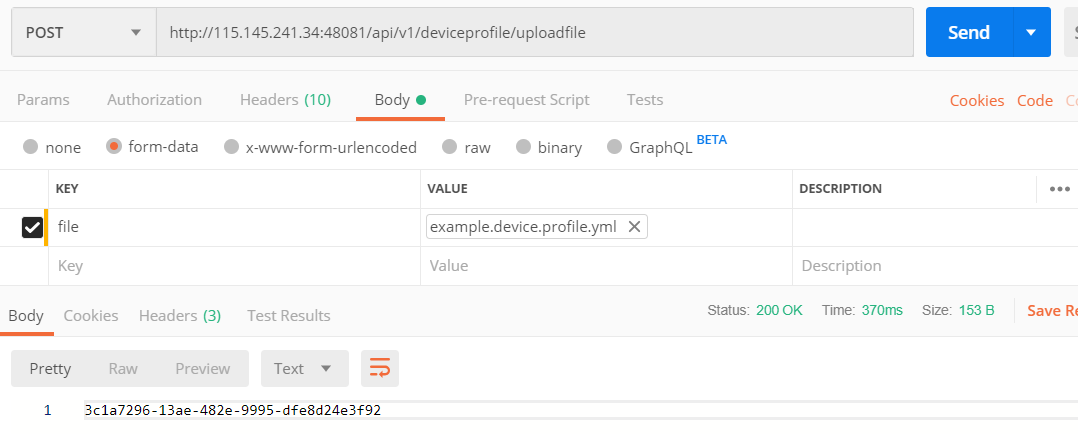 POST http://115.145.241.34:48081/api/v1/deviceprofile/uploadfile Send S
Params Authorization Headers (10) Body Pre-request Script Tests Cookies Code Co
none form-data x-www-form-urlencoded raw binary GraphQL BETA
KEY VALUE DESCRIPTION
file example.device.profile.yml
Key Value Description
Body Cookies Headers (3) Test Results Status: 200 OK Time: 370ms Size: 153 B Save Re
Pretty Raw Preview Text
1 3c1a7296-13ae-482e-9995-dfe8d24e3f92